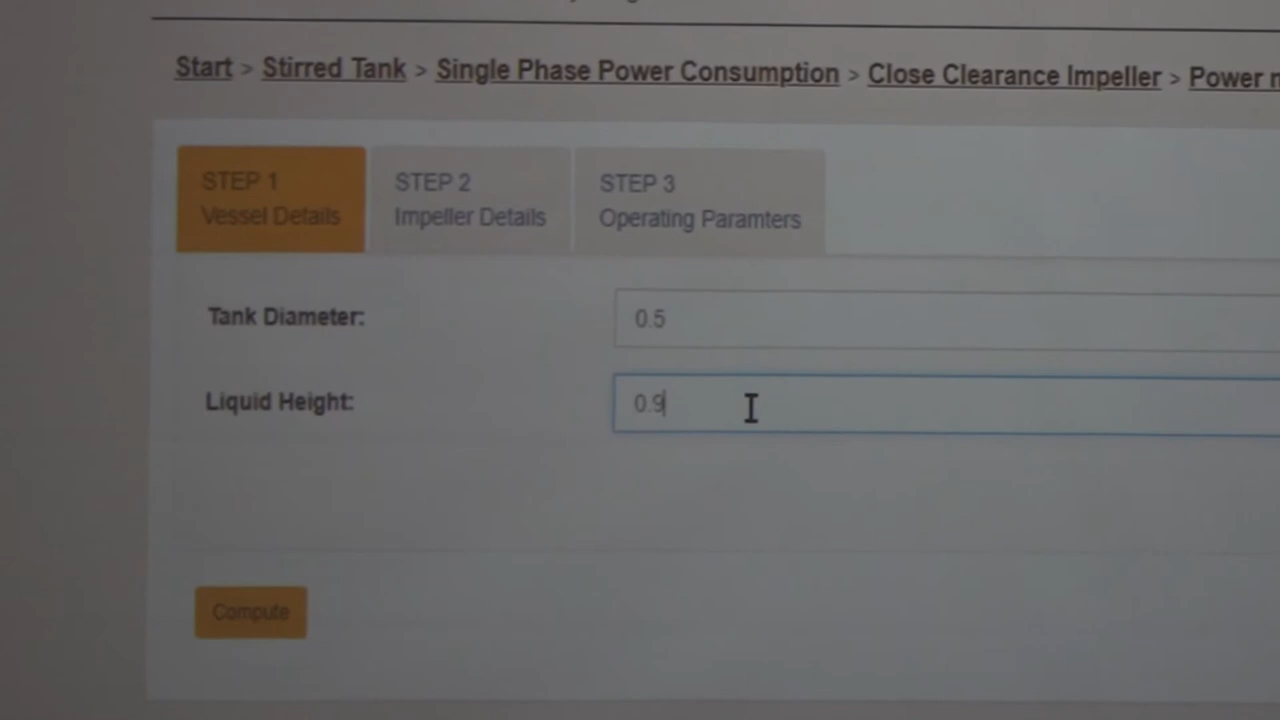 Start > Stirred Tank > Single Phase Power Consumption > Close Clearance Impeller > Power
STEP 1
Vessel Details
STEP 2
Impeller Details
STEP 3
Operating Paramters
Tank Diameter:
0.5
Liquid Height:
0.9
Compute